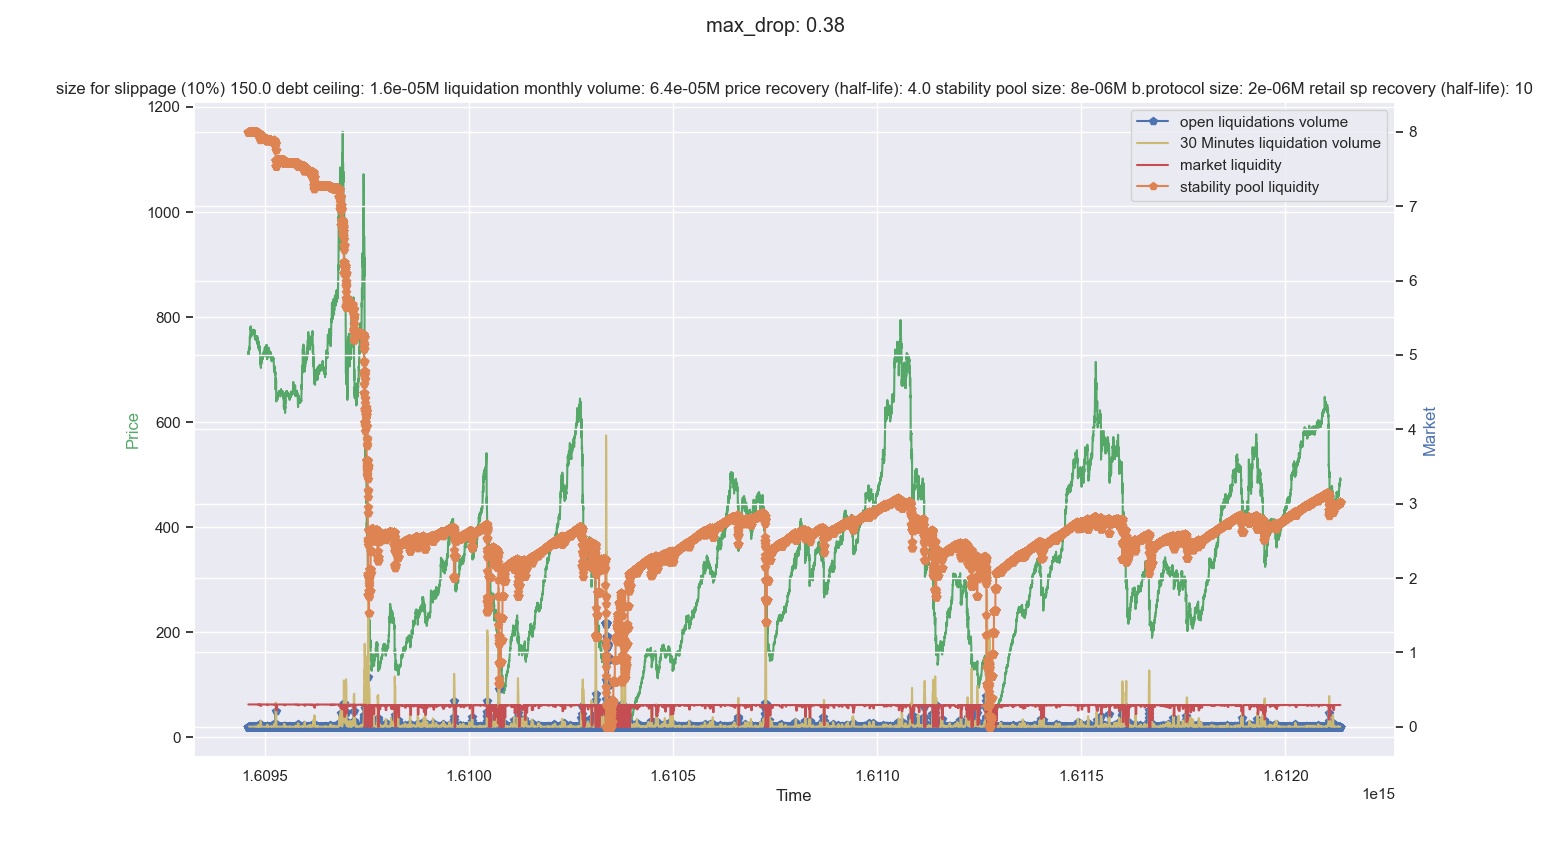 max_drop: 0.38
size for slippage (10%) 150.0 debt ceiling: 1.6e-05M liquidation monthly volume: 6.4e-05M price recovery (half-life): 4.0 stability pool size: 8e-06M b.protocol size: 2e-06M retail sp recovery (half-life): 10
1200
1000
800
600
400
200
0
Price
open liquidations volume
30 Minutes liquidation volume
market liquidity
stability pool liquidity
8
7
6
5
4
3
2
1
0
Market
1.6095
1.6100
1.6105
1.6110
1.6115
1.6120
Time
1e15